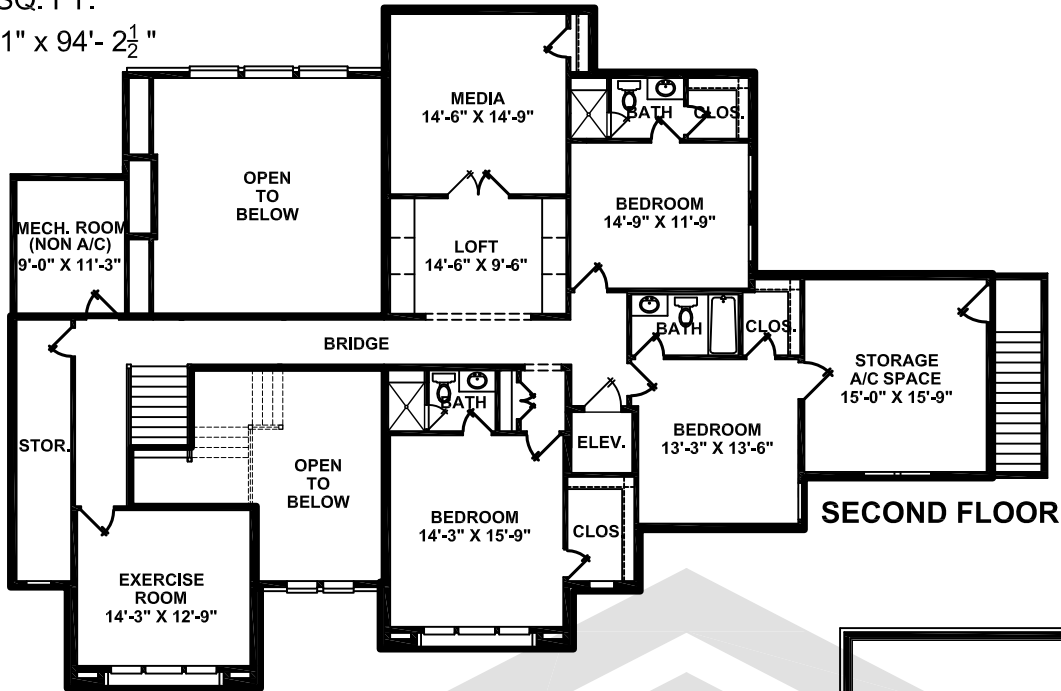 SQ. FT.
1" x 94'- 2½ "
MEDIA
14'-6" X 14'-9"
BATH
CLOS.
OPEN
TO
BELOW
BEDROOM
14'-9" X 11'-9"
MECH. ROOM
(NON A/C)
9'-0" X 11'-3"
LOFT
14'-6" X 9'-6"
BRIDGE
BATH
CLOS.
STORAGE
A/C SPACE
15'-0" X 15'-9"
BATH
STOR.
OPEN
TO
BELOW
ELEV.
BEDROOM
13'-3" X 13'-6"
BEDROOM
14'-3" X 15'-9"
CLOS
SECOND FLOOR
EXERCISE
ROOM
14'-3" X 12'-9"